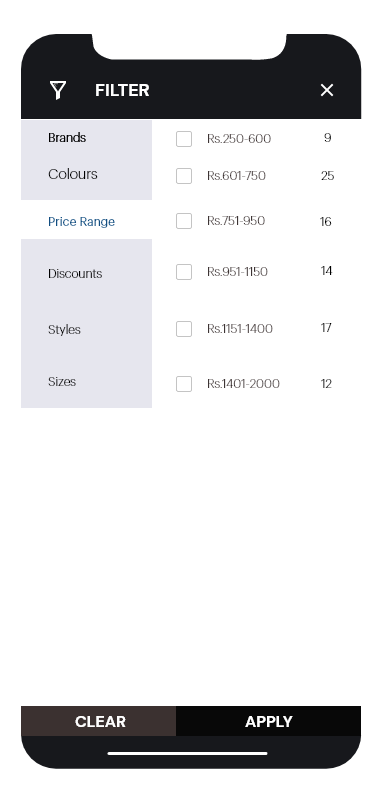 FILTER
Brands
Rs.250-600 9
Colours
Rs.601-750 25
Price Range
Rs.751-950 16
Discounts
Rs.951-1150 14
Styles
Rs.1151-1400 17
Sizes
Rs.1401-2000 12
CLEAR
APPLY